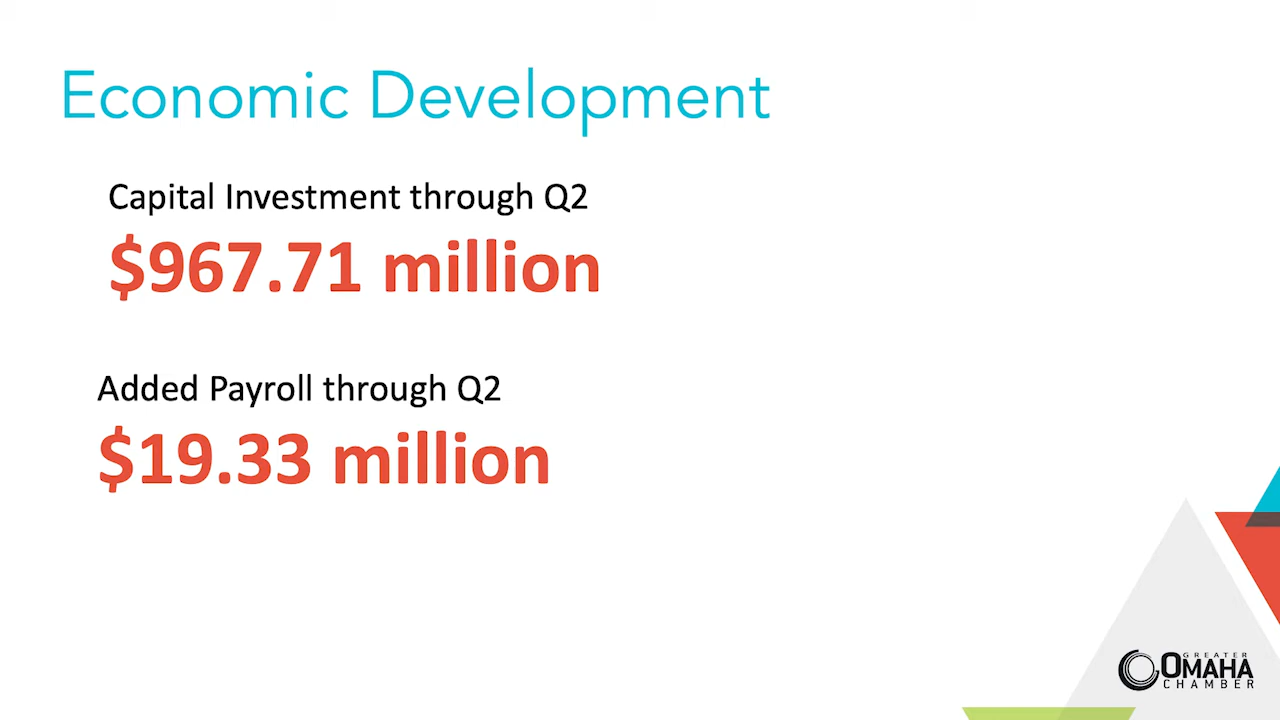 Economic Development
Capital Investment through Q2
$967.71 million
Added Payroll through Q2
$19.33 million
GREATER
OMAHA
CHAMBER